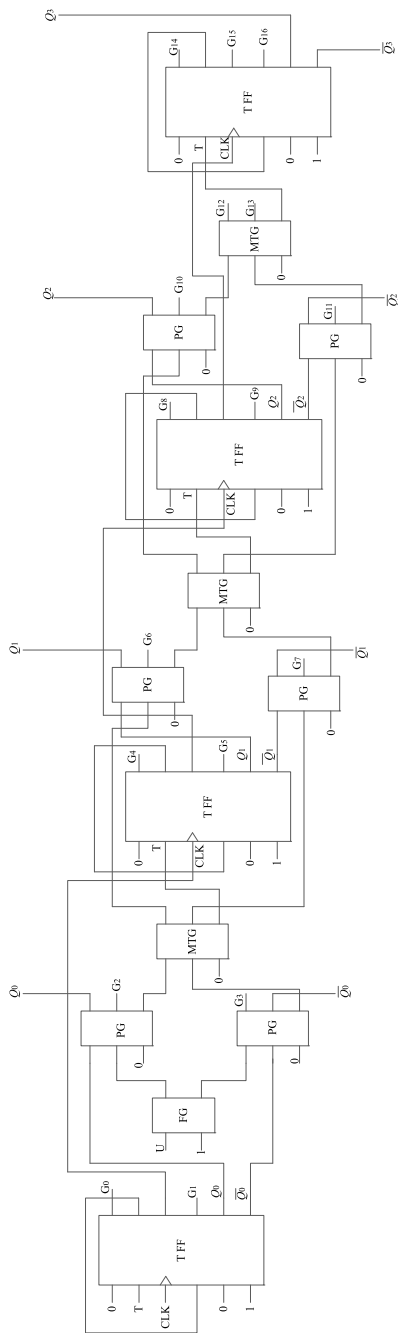 0
T
CLK
0
1
T FF
G0
G1
Q0
Q̅0
U
1
FG
Q0
PG
G2
0
PG
G3
0
Q̅0
MTG
0
0
T
CLK
0
1
T FF
G4
G5
Q1
Q̅1
Q1
PG
G6
0
PG
G7
0
Q̅1
MTG
0
0
T
CLK
0
1
T FF
G8
G9
Q2
Q̅2
Q2
PG
G10
0
PG
G11
0
Q̅2
MTG
G12
G13
0
0
T
CLK
0
1
T FF
G14
G15
G16
Q3
Q̅3